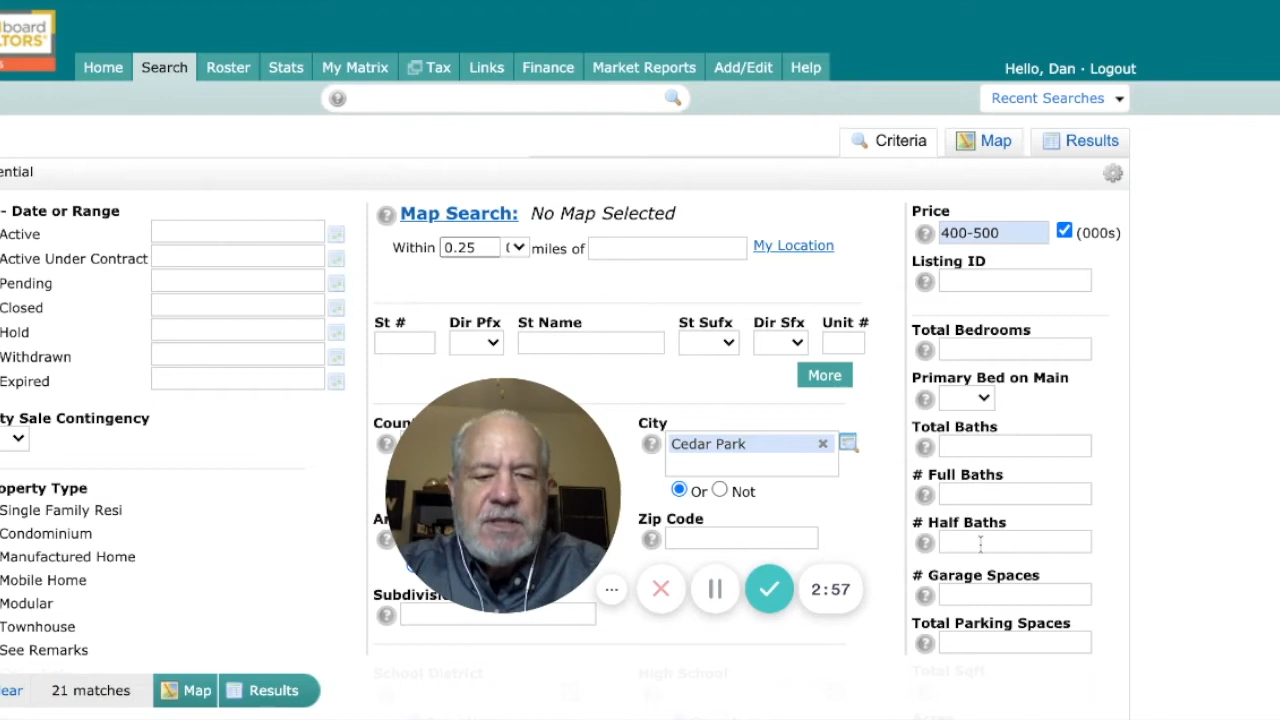 board
TORS®
Home Search Roster Stats My Matrix Tax Links Finance Market Reports Add/Edit Help
Hello, Dan · Logout
Recent Searches
Criteria Map Results
ential
- Date or Range
Active
Active Under Contract
Pending
Closed
Hold
Withdrawn
Expired
ty Sale Contingency
operty Type
Single Family Resi
Condominium
Manufactured Home
Mobile Home
Modular
Townhouse
See Remarks
Map Search: No Map Selected
Within 0.25 miles of My Location
St # Dir Pfx St Name St Sufx Dir Sfx Unit #
More
City
Cedar Park
Or Not
Zip Code
School District High School
Price
400-500 (000s)
Listing ID
Total Bedrooms
Primary Bed on Main
Total Baths
# Full Baths
# Half Baths
# Garage Spaces
Total Parking Spaces
Total Sqft
2:57
ear 21 matches Map Results